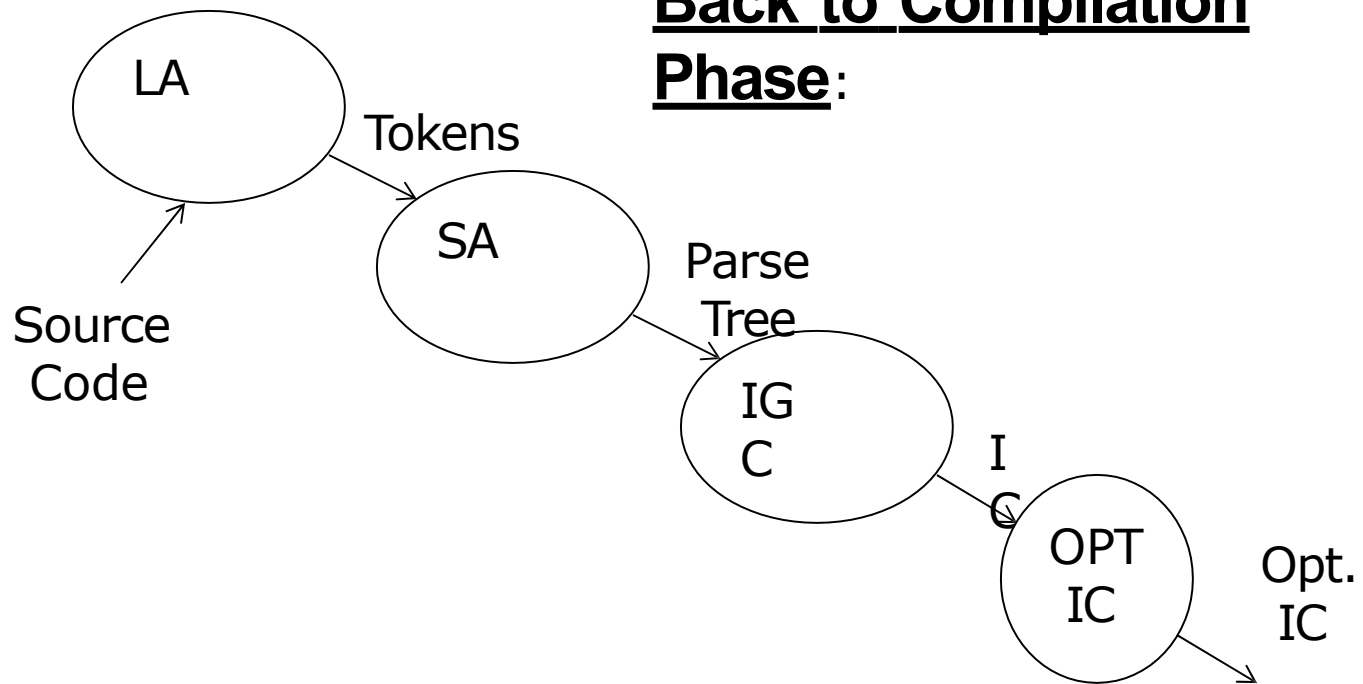 Back to Compilation
Phase:
LA
Tokens
SA
Parse
Tree
Source
Code
IG
C
I
C
OPT
IC
Opt.
IC